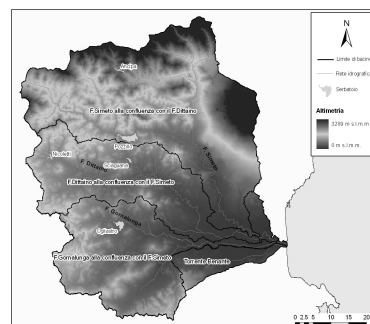 N
Limite di bacino
Rete idrografica
Serbatoio
Altimetria
3289 m s.l.m.m.
0 m s.l.m.m.
Ancipa
F.Simeto alla confluenza con il F.Dittaino
Pozzillo
Nicoletti
Sciaguana
F. Dittaino
F. Simeto
F.Dittaino alla confluenza con il F.Simeto
F. Gornalunga
Ogliastro
F.Gornalunga alla confluenza con il F.Simeto
Torrente Benante
0 2.5 5 10 15 20